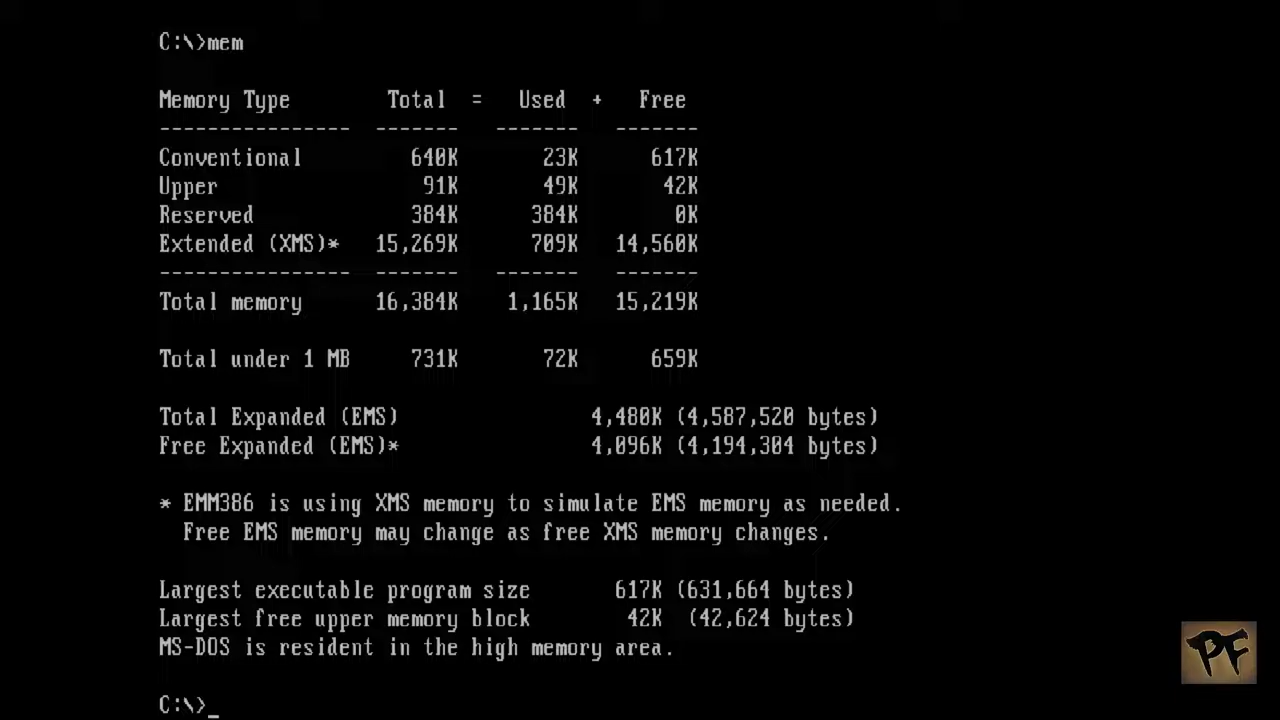 C:\>mem
Memory Type Total = Used + Free
---------------- ------- ------- -------
Conventional 640K 23K 617K
Upper 91K 49K 42K
Reserved 384K 384K 0K
Extended (XMS)* 15,269K 709K 14,560K
---------------- ------- ------- -------
Total memory 16,384K 1,165K 15,219K
Total under 1 MB 731K 72K 659K
Total Expanded (EMS) 4,480K (4,587,520 bytes)
Free Expanded (EMS)* 4,096K (4,194,304 bytes)
* EMM386 is using XMS memory to simulate EMS memory as needed.
Free EMS memory may change as free XMS memory changes.
Largest executable program size 617K (631,664 bytes)
Largest free upper memory block 42K (42,624 bytes)
MS-DOS is resident in the high memory area.
PF
C:\>_